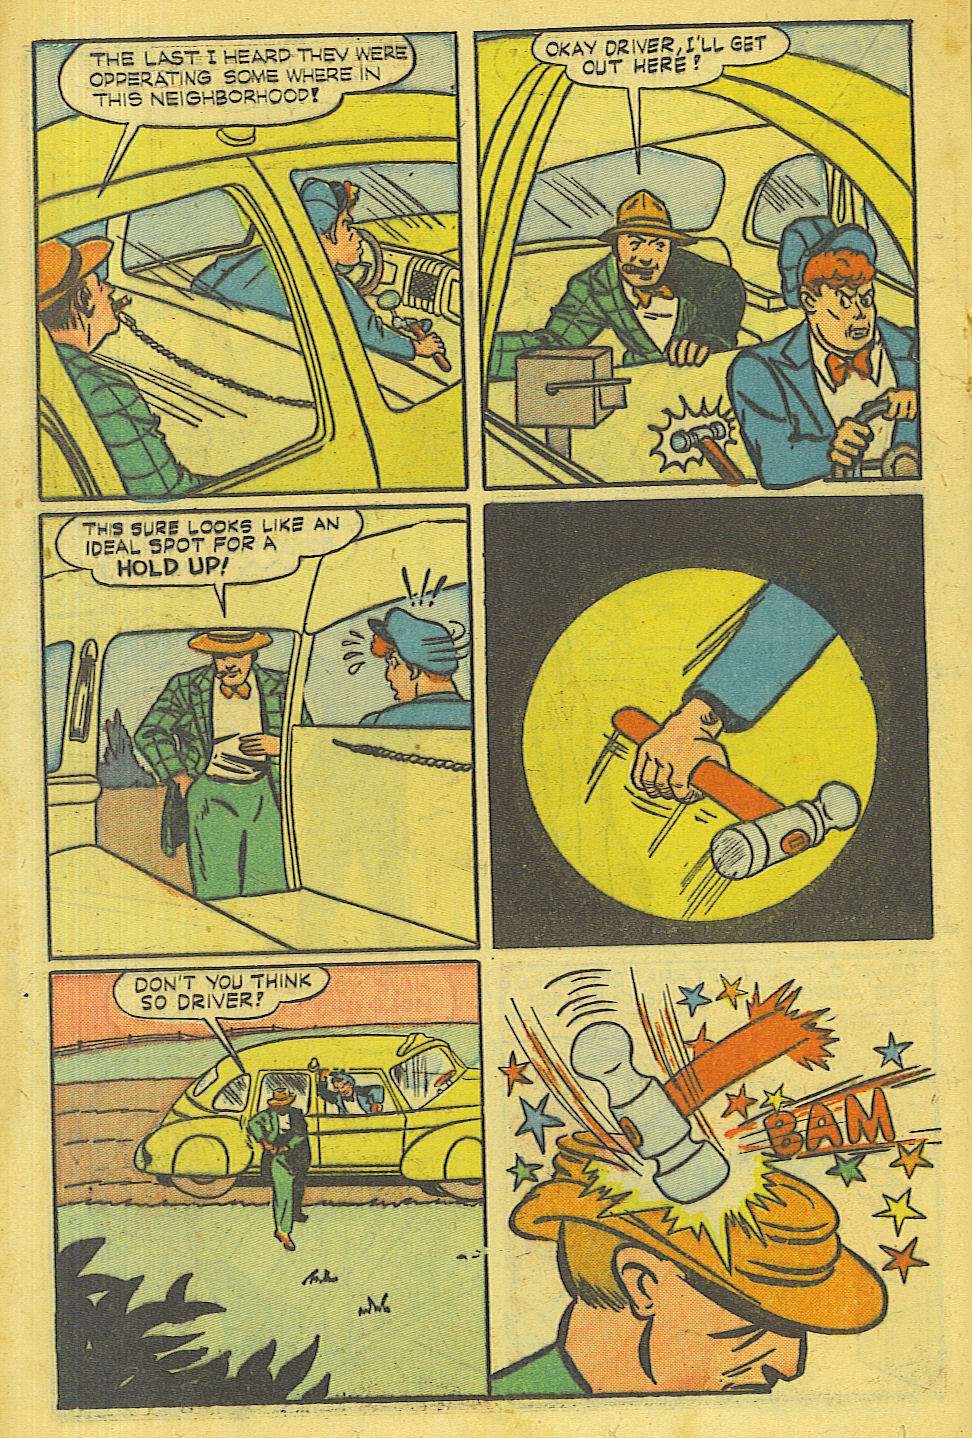 THE LAST I HEARD THEY WERE
OPPERATING SOME WHERE IN
THIS NEIGHBORHOOD!
OKAY DRIVER, I'LL GET
OUT HERE!
THIS SURE LOOKS LIKE AN
IDEAL SPOT FOR A
HOLD UP!
DON'T YOU THINK
SO DRIVER?
BAM